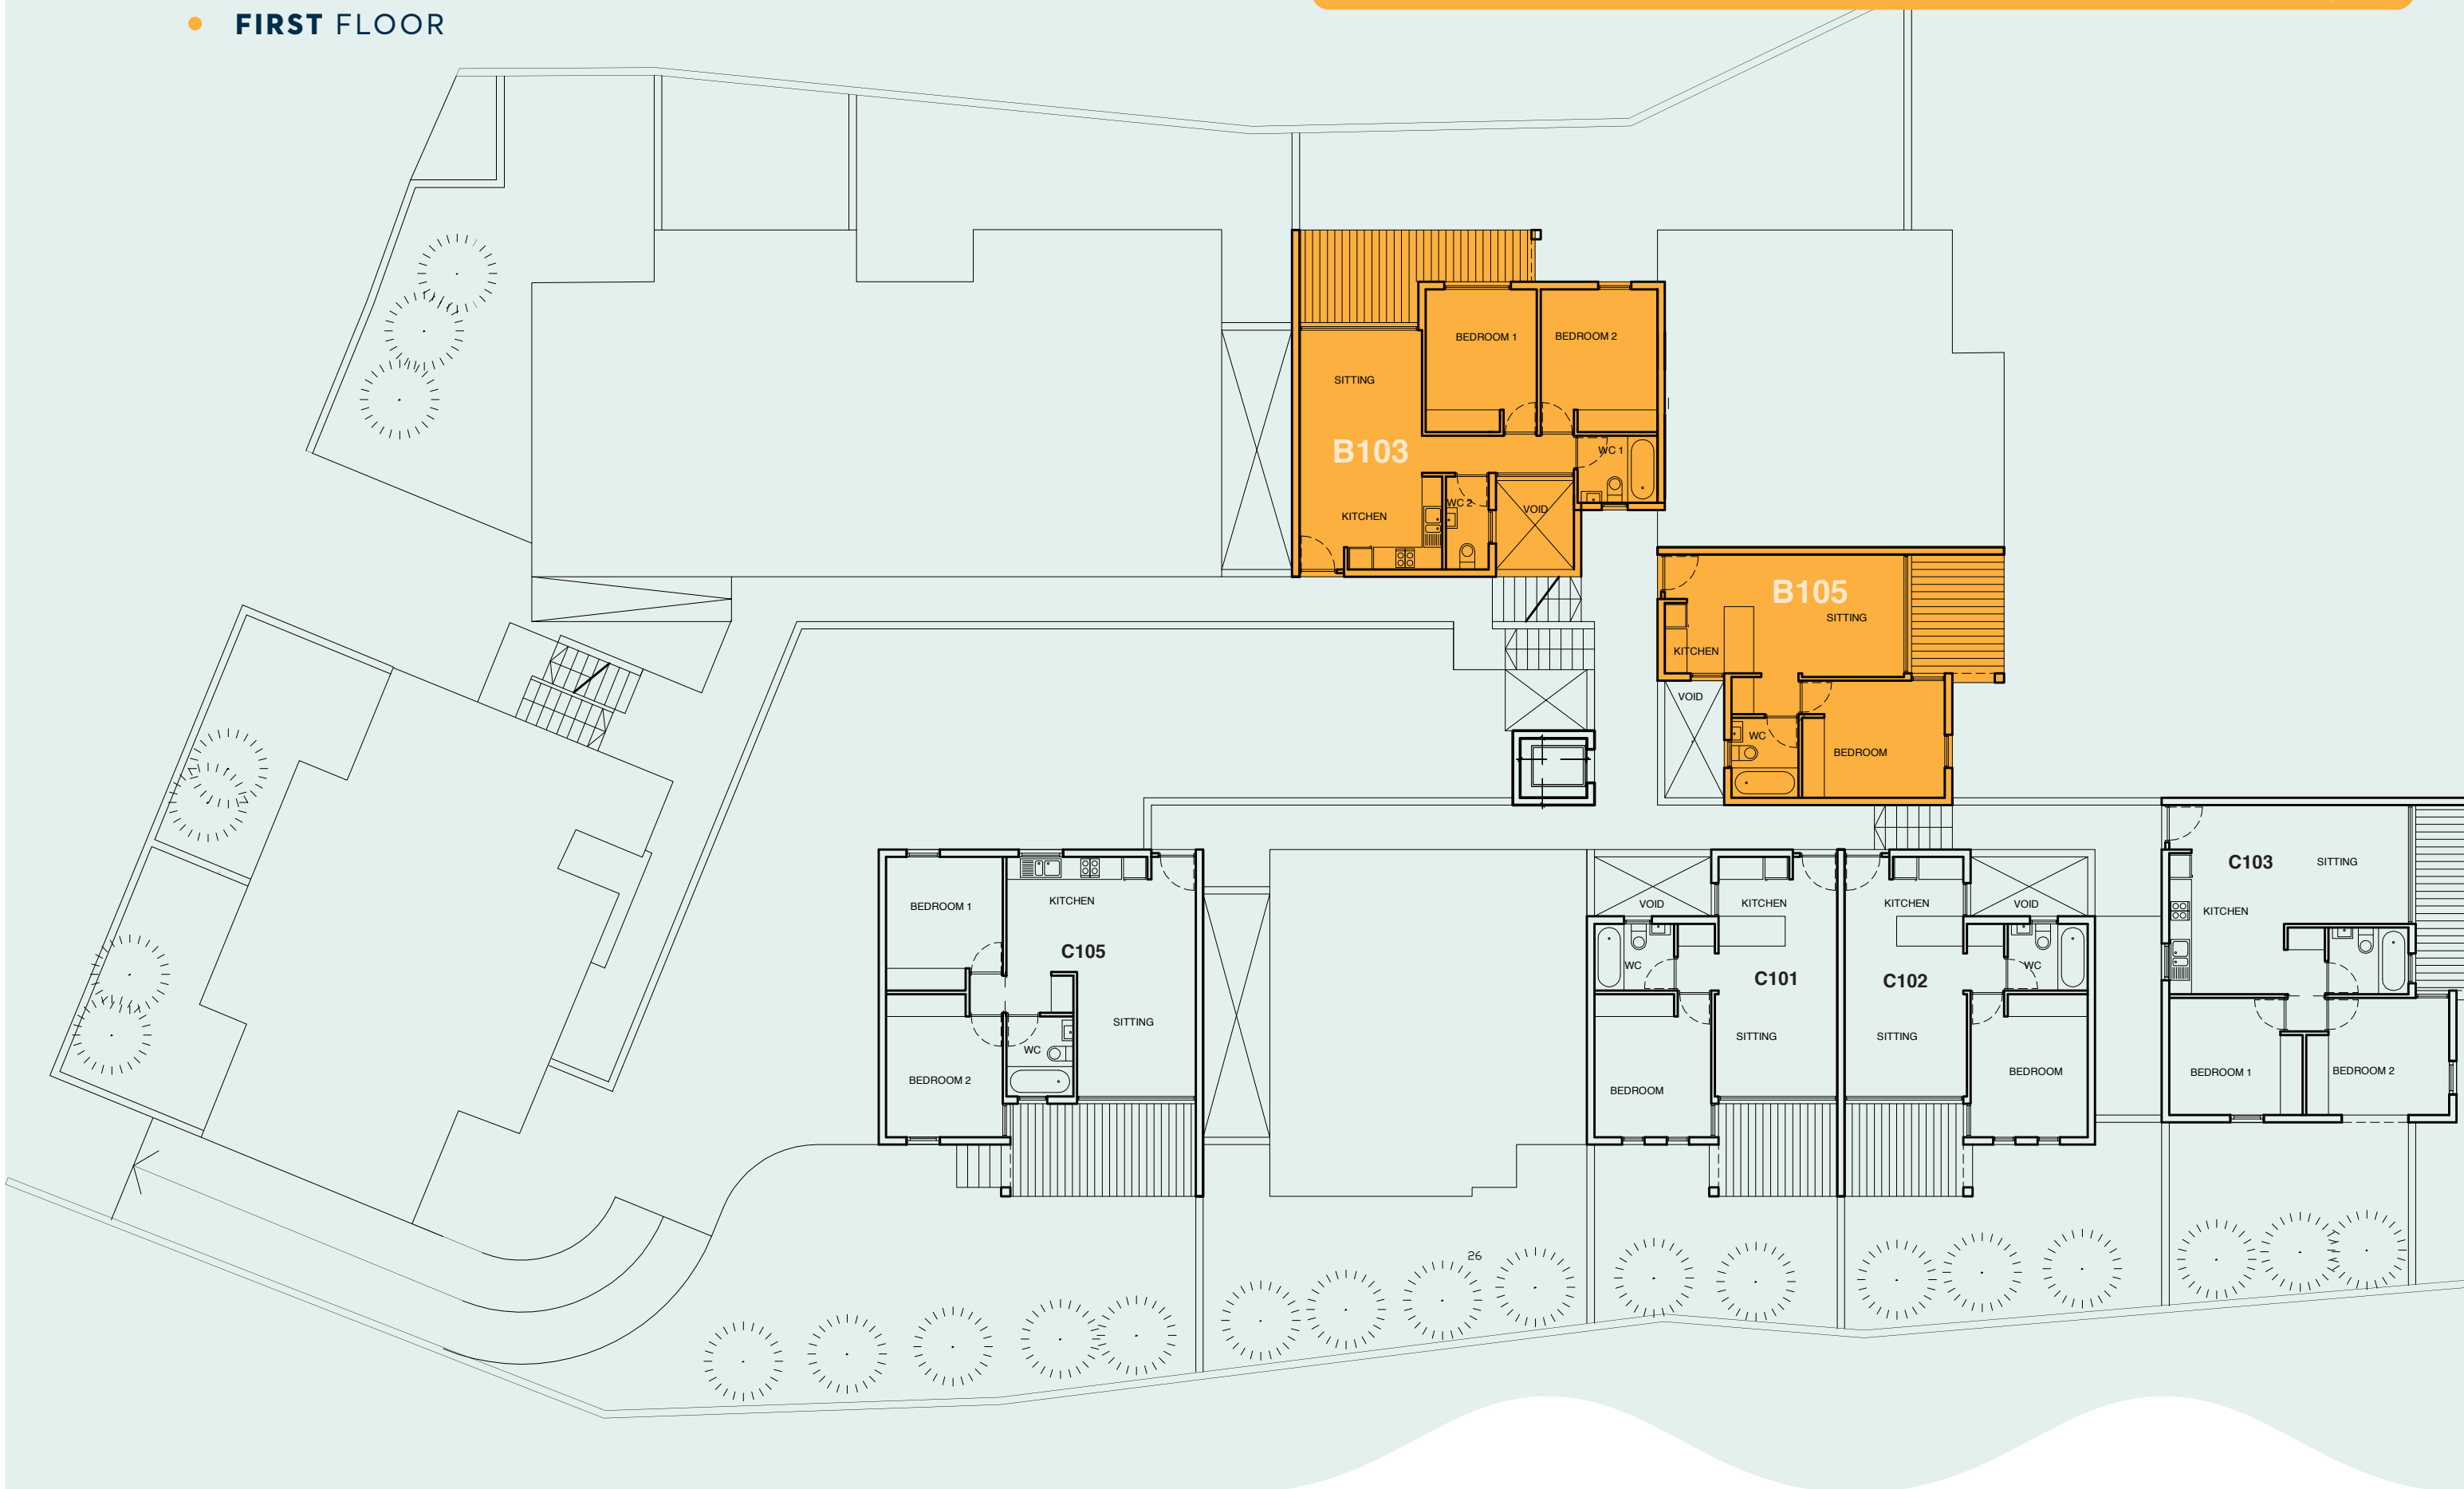 FIRST FLOOR
BEDROOM 1
BEDROOM 2
SITTING
B103
WC 1
WC 2
VOID
KITCHEN
B105
SITTING
KITCHEN
VOID
WC
BEDROOM
BEDROOM 1
KITCHEN
C105
SITTING
WC
BEDROOM 2
VOID
KITCHEN
WC
C101
SITTING
BEDROOM
KITCHEN
VOID
WC
C102
SITTING
BEDROOM
C103
SITTING
KITCHEN
BEDROOM 1
BEDROOM 2
26